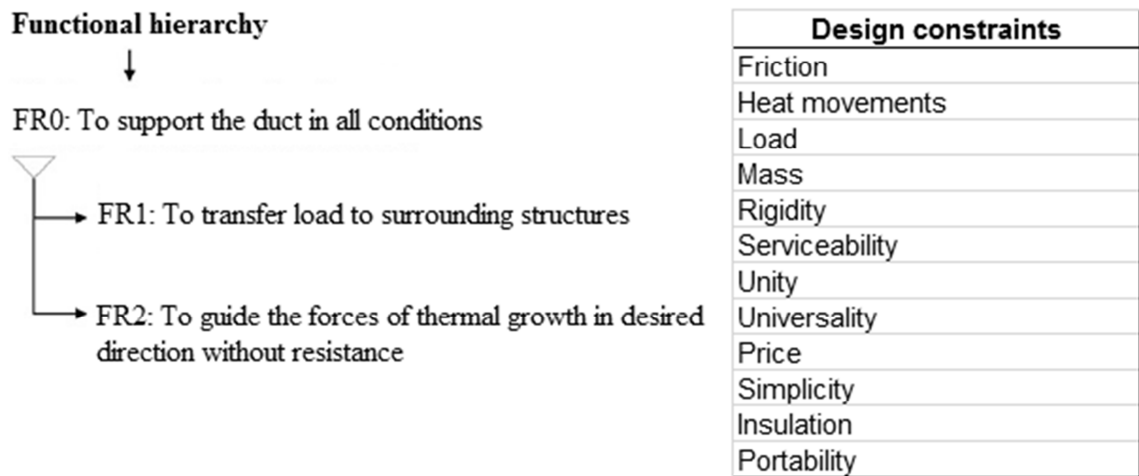 Functional hierarchy
FR0: To support the duct in all conditions
FR1: To transfer load to surrounding structures
FR2: To guide the forces of thermal growth in desired
direction without resistance
Design constraints
Friction
Heat movements
Load
Mass
Rigidity
Serviceability
Unity
Universality
Price
Simplicity
Insulation
Portability